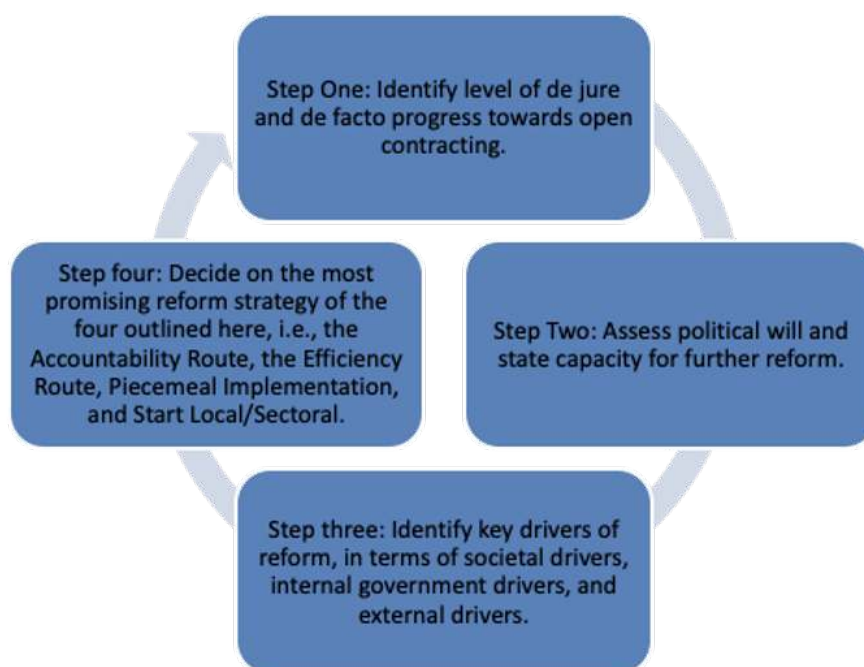 Step One: Identify level of de jure
and de facto progress towards open
contracting.
Step Two: Assess political will and
state capacity for further reform.
Step three: Identify key drivers of
reform, in terms of societal drivers,
internal government drivers, and
external drivers.
Step four: Decide on the most
promising reform strategy of the
four outlined here, i.e., the
Accountability Route, the Efficiency
Route, Piecemeal Implementation,
and Start Local/Sectoral.